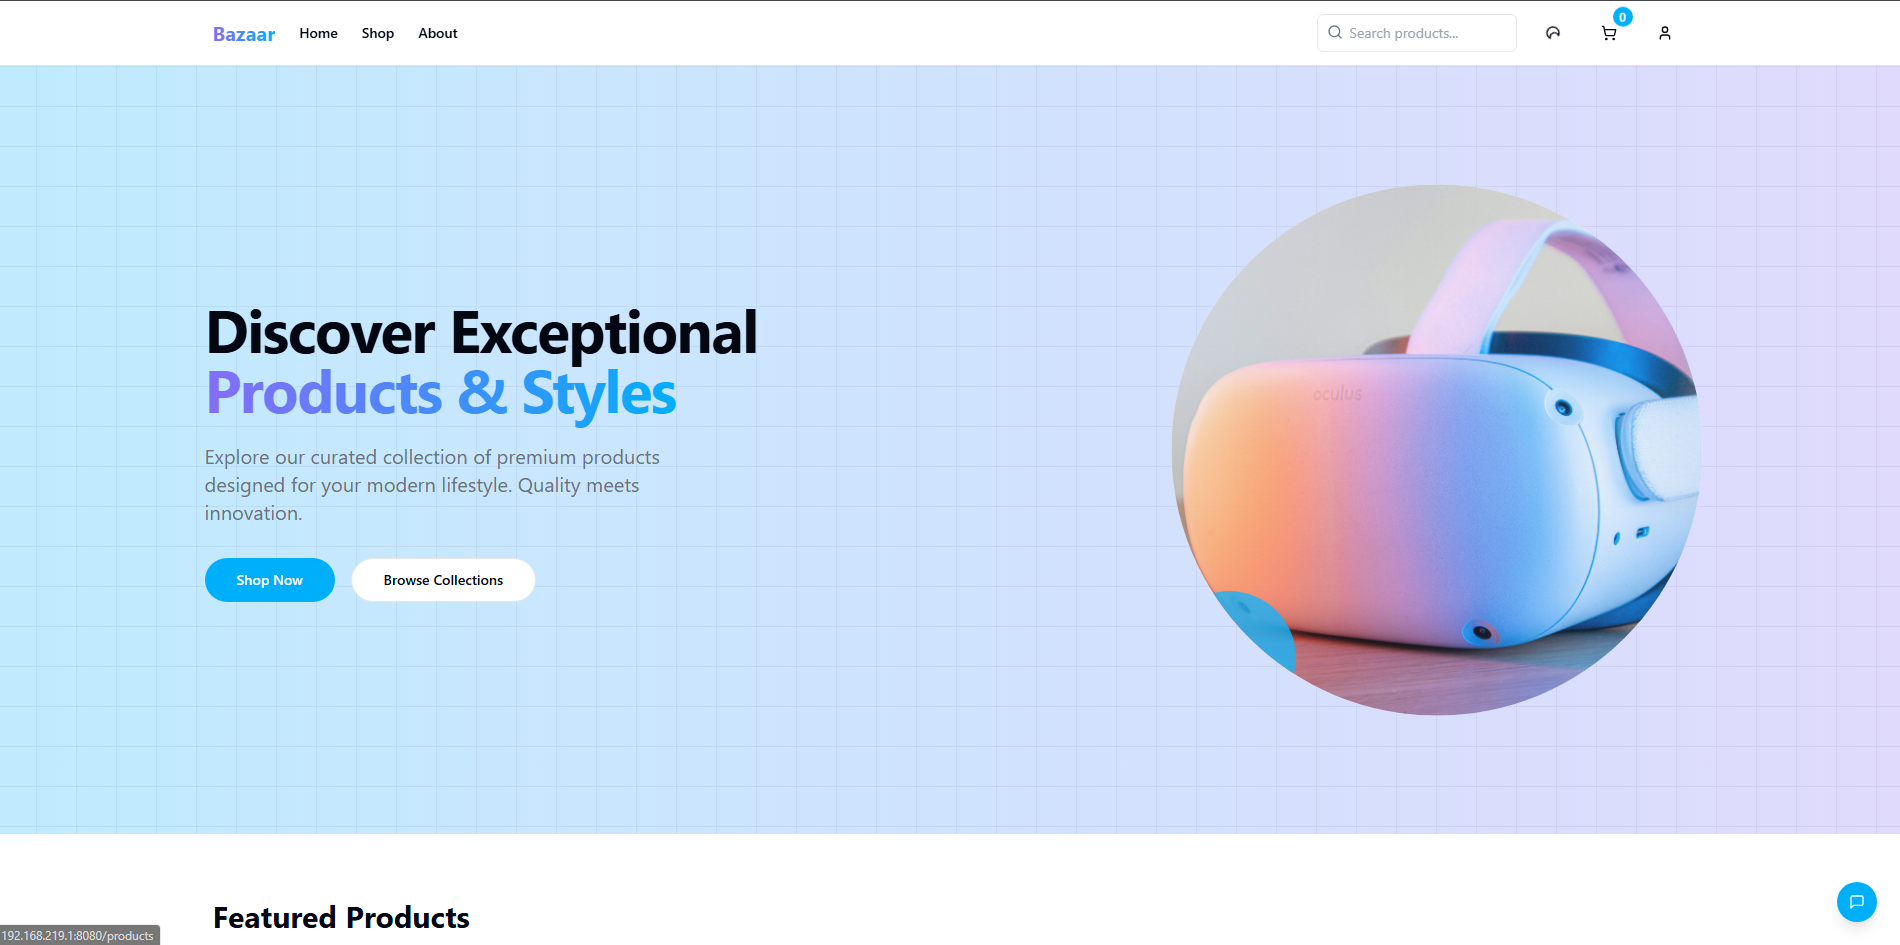 Bazaar Home Shop About Search products... 0
Discover Exceptional
Products & Styles
Explore our curated collection of premium products
designed for your modern lifestyle. Quality meets
innovation.
Shop Now Browse Collections
oculus
Featured Products
192.168.219.1:8080/products